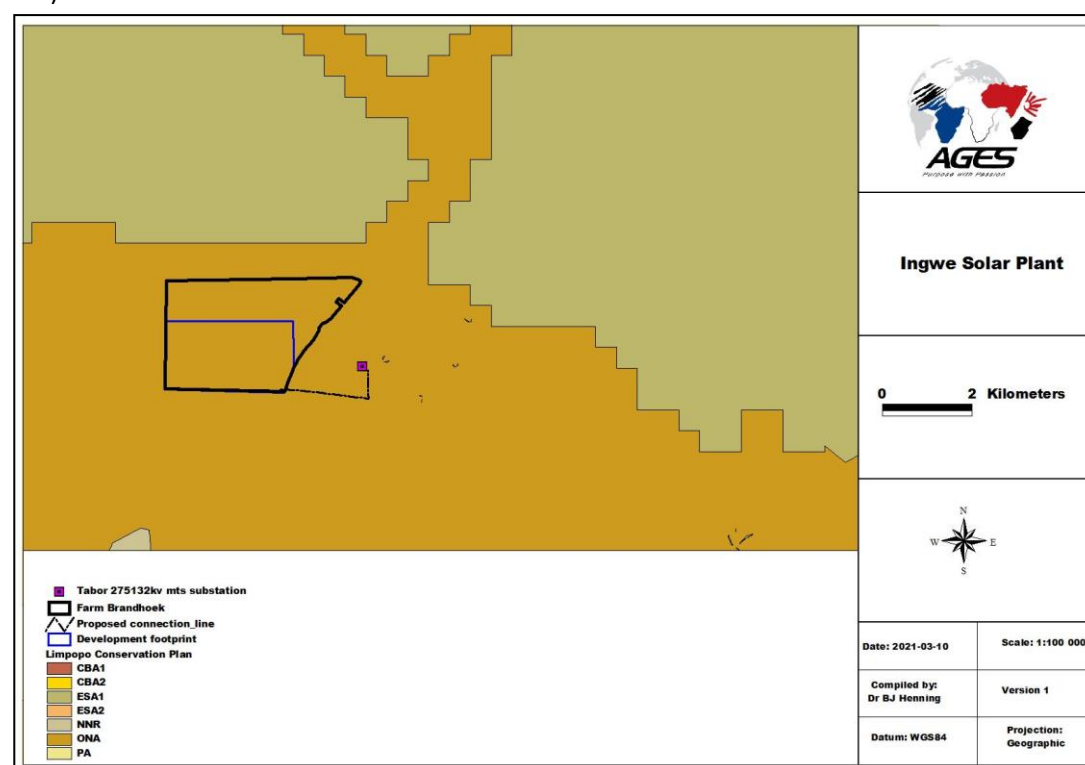 AGES
Purpose with Passion
Ingwe Solar Plant
0 2 Kilometers
N
W E
S
Tabor 275132kv mts substation
Farm Brandhoek
Proposed connection_line
Development footprint
Limpopo Conservation Plan
CBA1
CBA2
ESA1
ESA2
NNR
ONA
PA
Date: 2021-03-10
Scale: 1:100 000
Compiled by:
Dr BJ Henning
Version 1
Datum: WGS84
Projection:
Geographic